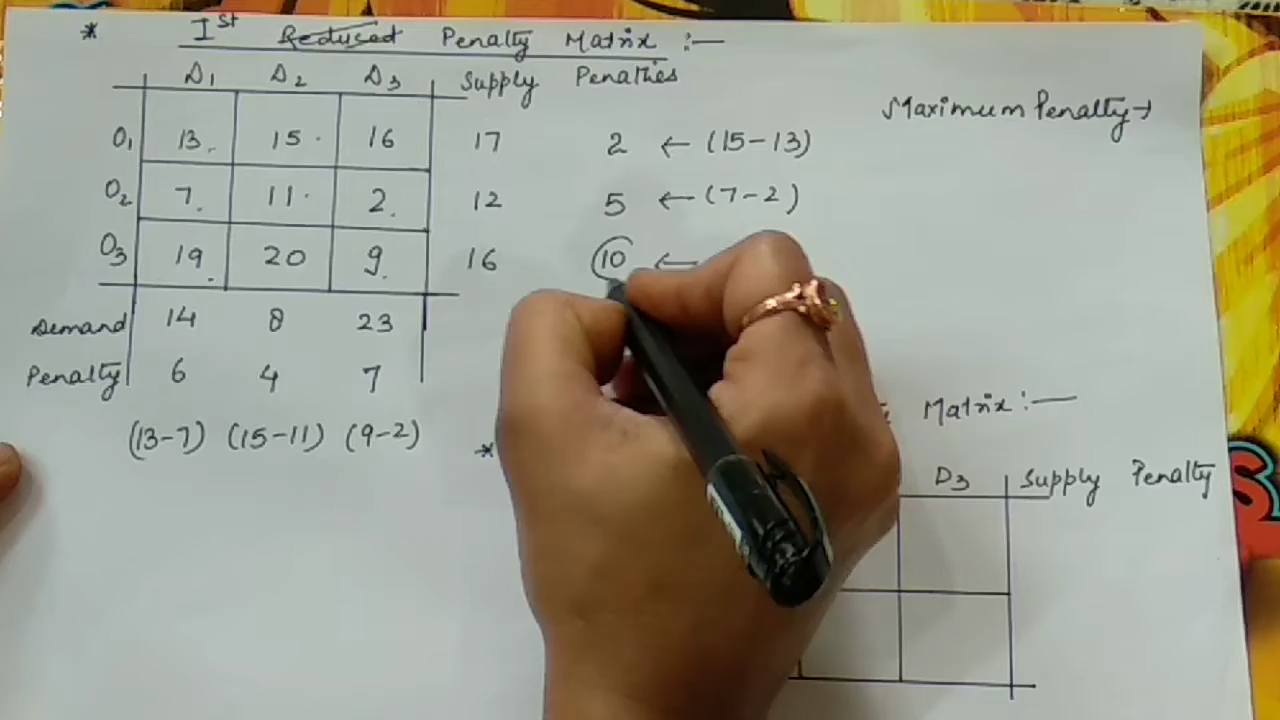 * Ist Reduced Penalty Matrix :—
D1 D2 D3 Supply Penalties
Maximum Penalty→
O1 13 15 16 17 2 ← (15-13)
O2 7 11 2 12 5 ← (7-2)
O3 19 20 9 16 10 ←
Demand 14 8 23
Penalty 6 4 7
(13-7) (15-11) (9-2)
* Matrix :—
D3 Supply Penalty